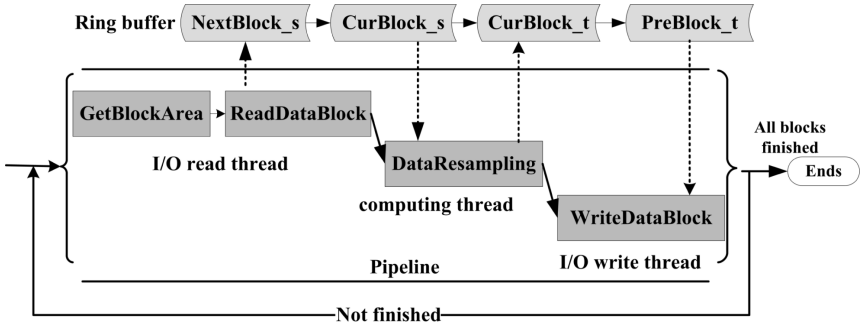 Ring buffer NextBlock_s CurBlock_s CurBlock_t PreBlock_t
GetBlockArea ReadDataBlock
I/O read thread
DataResampling
computing thread
WriteDataBlock
I/O write thread
Pipeline
All blocks
finished
Ends
Not finished